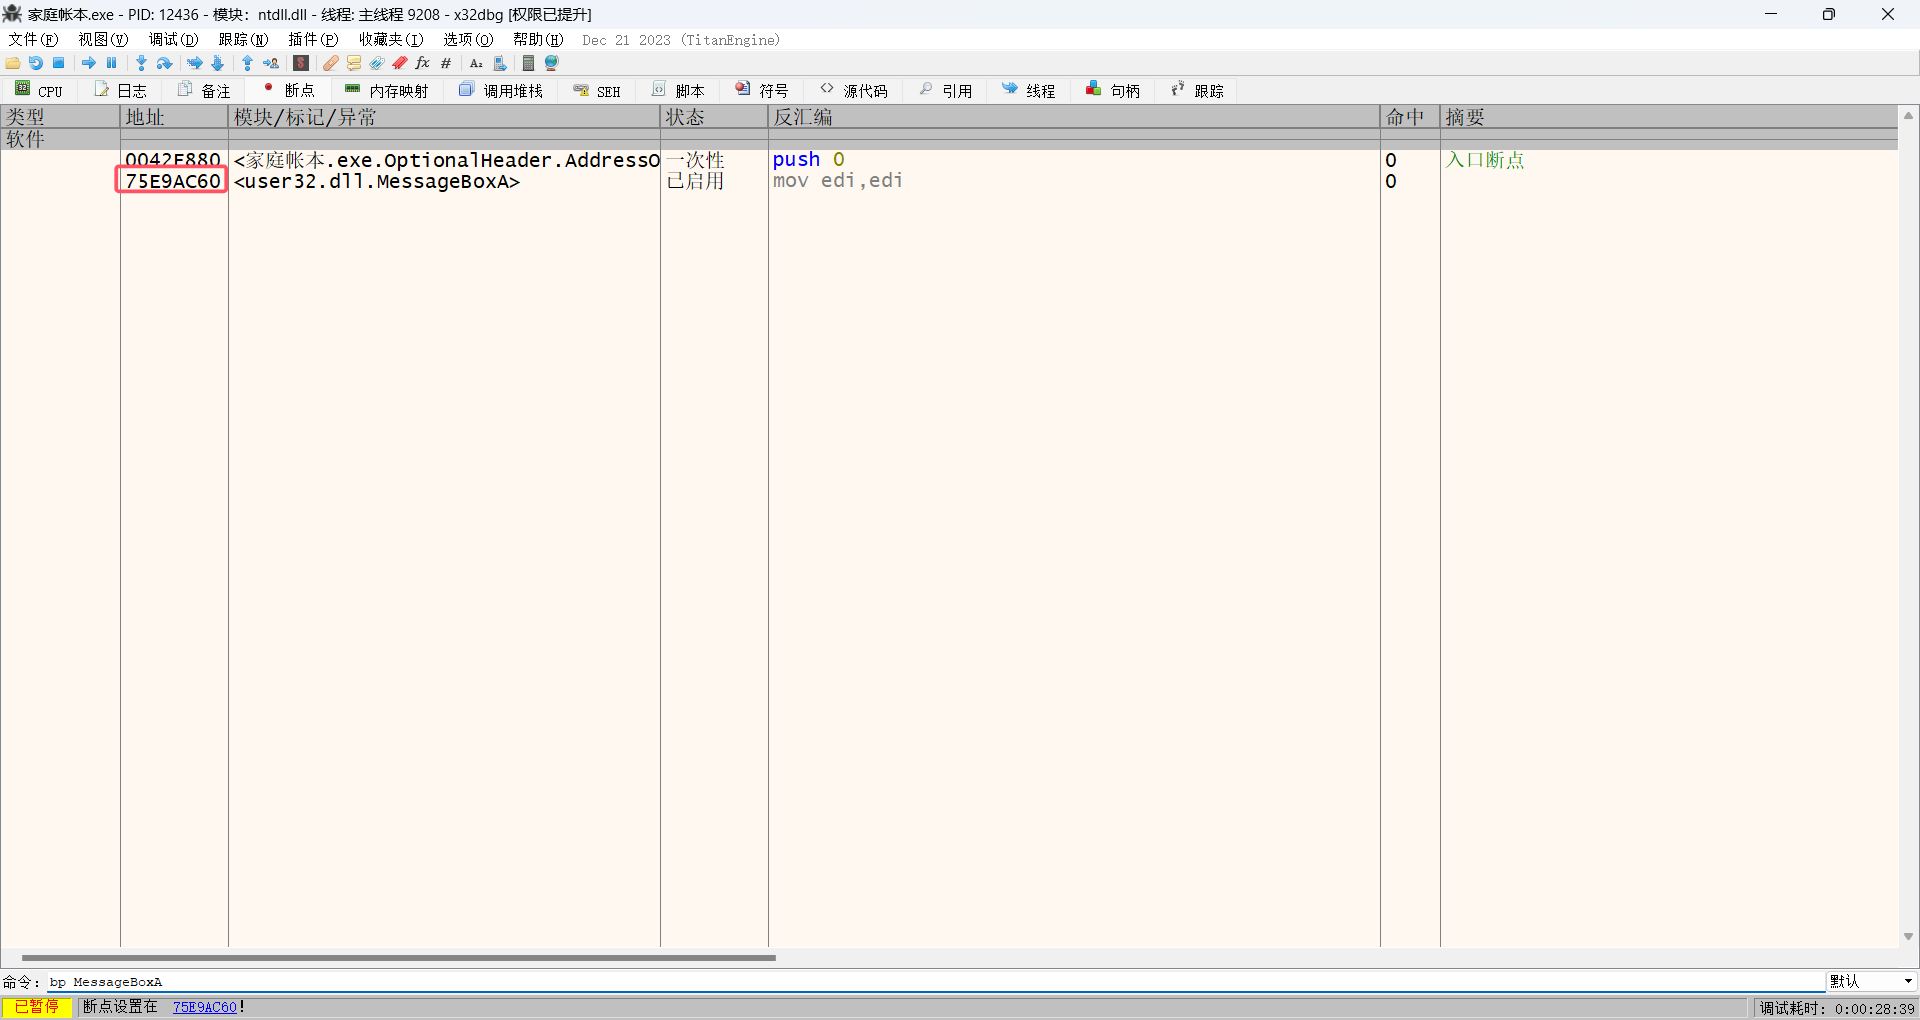 家庭帐本.exe - PID: 12436 - 模块: ntdll.dll - 线程: 主线程 9208 - x32dbg [权限已提升]
文件(F) 视图(V) 调试(D) 跟踪(N) 插件(P) 收藏夹(I) 选项(O) 帮助(H) Dec 21 2023 (TitanEngine)
CPU 日志 备注 断点 内存映射 调用堆栈 SEH 脚本 符号 源代码 引用 线程 句柄 跟踪
类型 地址 模块/标记/异常 状态 反汇编 命中 摘要
软件
0042F880 <家庭帐本.exe.OptionalHeader.AddressO 一次性 push 0 0 入口断点
75E9AC60 <user32.dll.MessageBoxA> 已启用 mov edi,edi 0
命令: bp MessageBoxA 默认
已暂停 断点设置在 75E9AC60! 调试耗时: 0:00:28:39